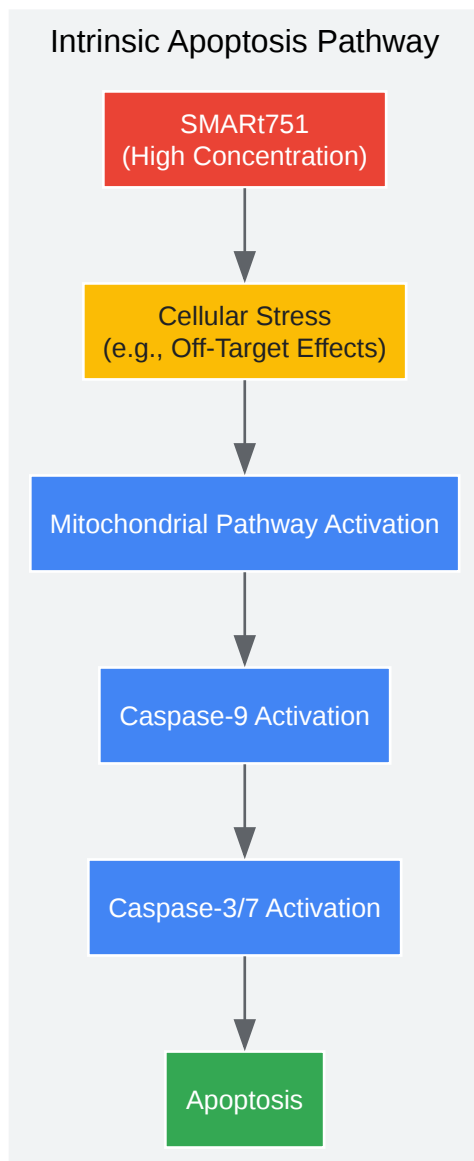 Intrinsic Apoptosis Pathway
SMARt751
(High Concentration)
Cellular Stress
(e.g., Off-Target Effects)
Mitochondrial Pathway Activation
Caspase-9 Activation
Caspase-3/7 Activation
Apoptosis